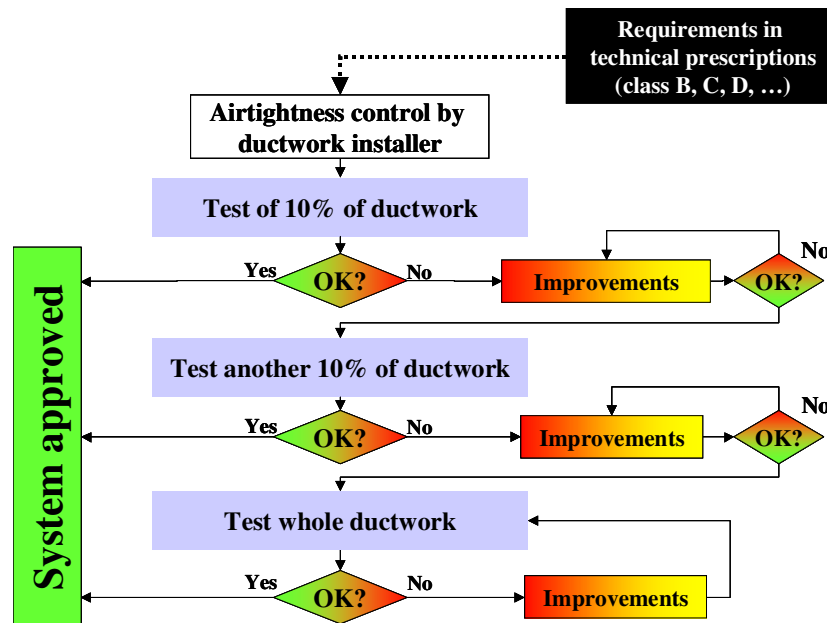 Requirements in
technical prescriptions
(class B, C, D, …)
Airtightness control by
ductwork installer
Test of 10% of ductwork
Yes
OK?
No
Improvements
OK?
No
Test another 10% of ductwork
Yes
OK?
No
Improvements
OK?
No
Test whole ductwork
Yes
OK?
No
Improvements
System approved